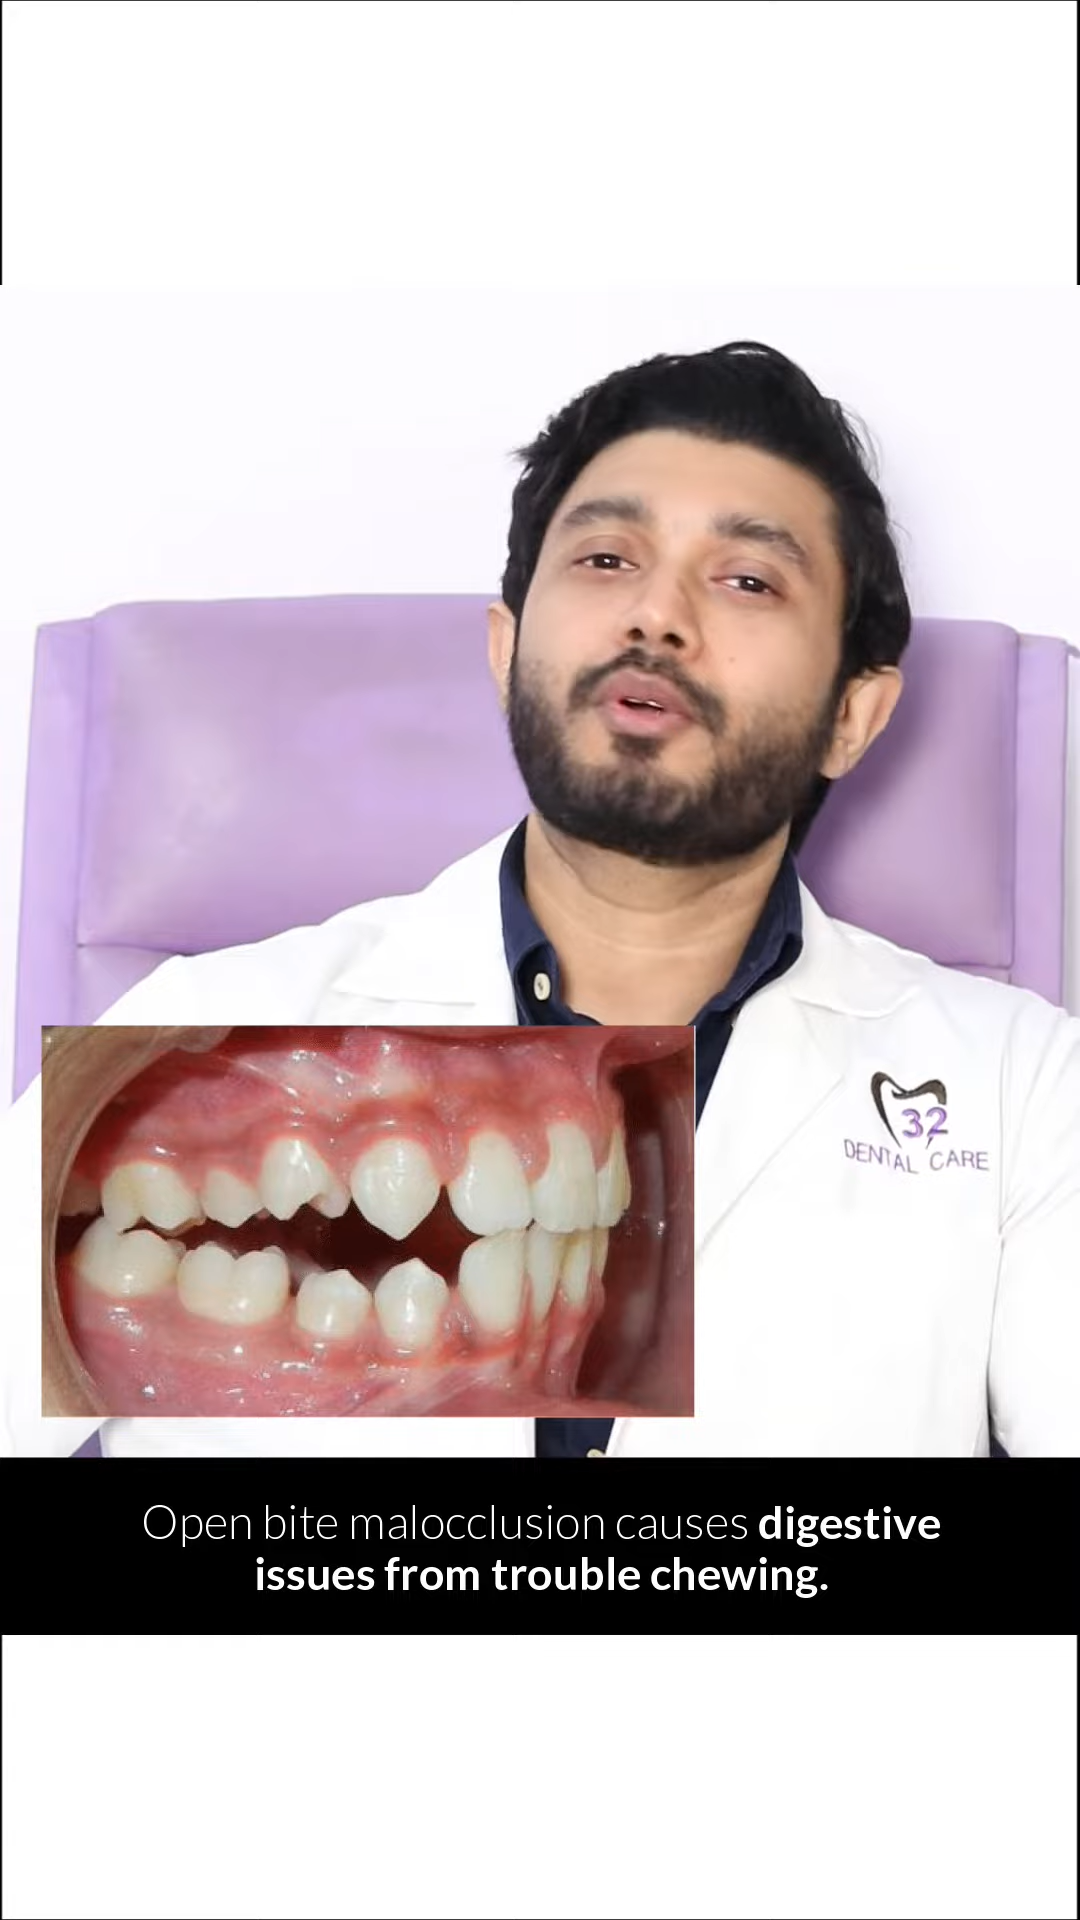 32
DENTAL CARE
Open bite malocclusion causes digestive
issues from trouble chewing.